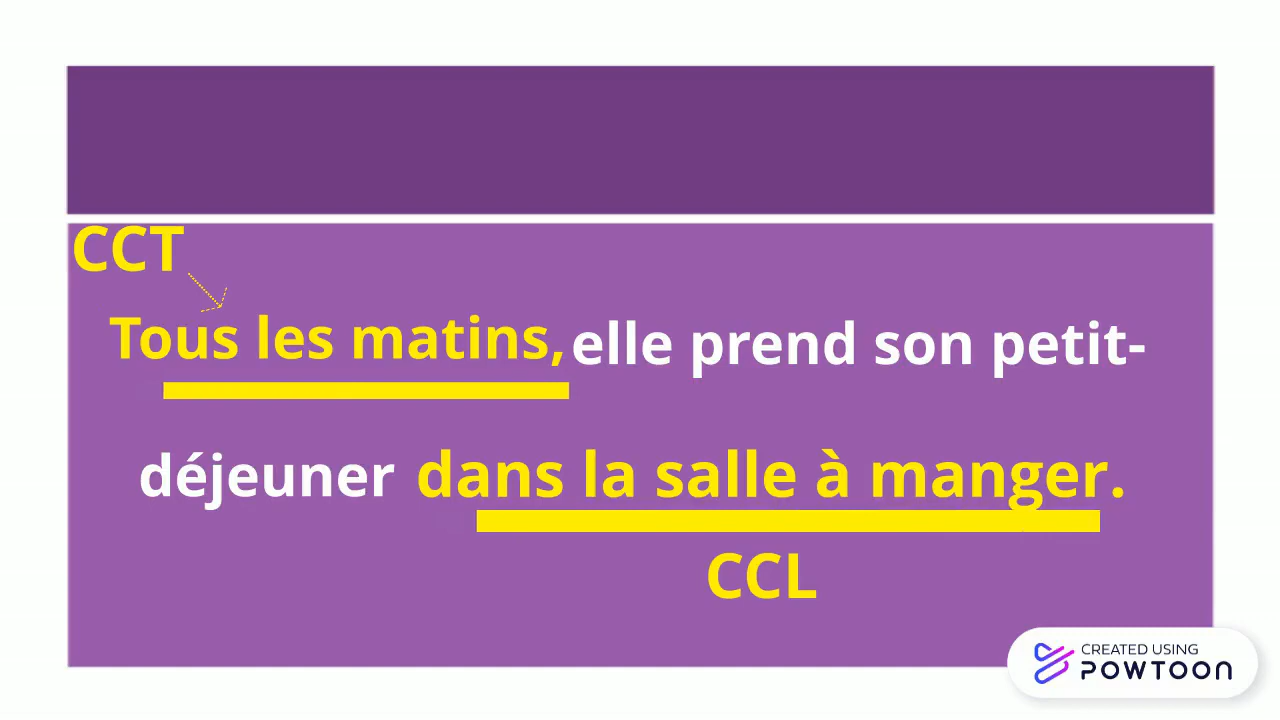 CCT
Tous les matins, elle prend son petit-
déjeuner dans la salle à manger.
CCL
CREATED USING
POWTOON